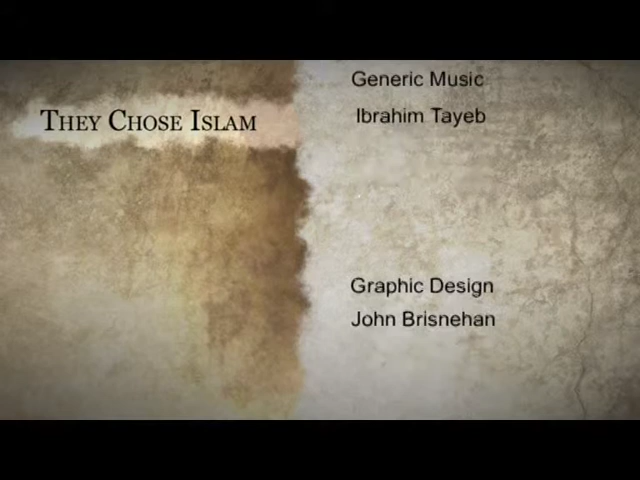 THEY CHOSE ISLAM
Generic Music
Ibrahim Tayeb
Graphic Design
John Brisnehan